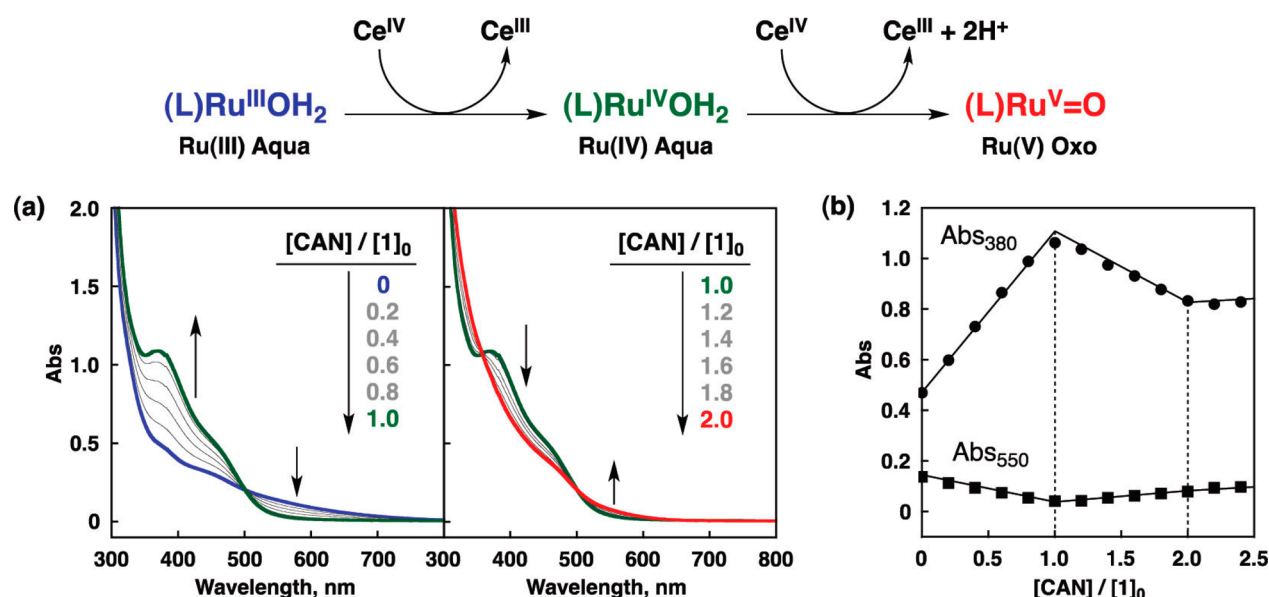 Ce^IV Ce^III Ce^IV Ce^III + 2H⁺
(L)Ru^IIIOH₂ (L)Ru^IVOH₂ (L)Ru^V=O
Ru(III) Aqua Ru(IV) Aqua Ru(V) Oxo
(a)
2.0
1.5
1.0
0.5
0
Abs
[CAN] / [1]₀
0
0.2
0.4
0.6
0.8
1.0
300 400 500 600 700
Wavelength, nm
[CAN] / [1]₀
1.0
1.2
1.4
1.6
1.8
2.0
300 400 500 600 700 800
Wavelength, nm
(b)
1.2
1.0
0.8
0.6
0.4
0.2
0
Abs
Abs₃₈₀
Abs₅₅₀
0 0.5 1.0 1.5 2.0 2.5
[CAN] / [1]₀